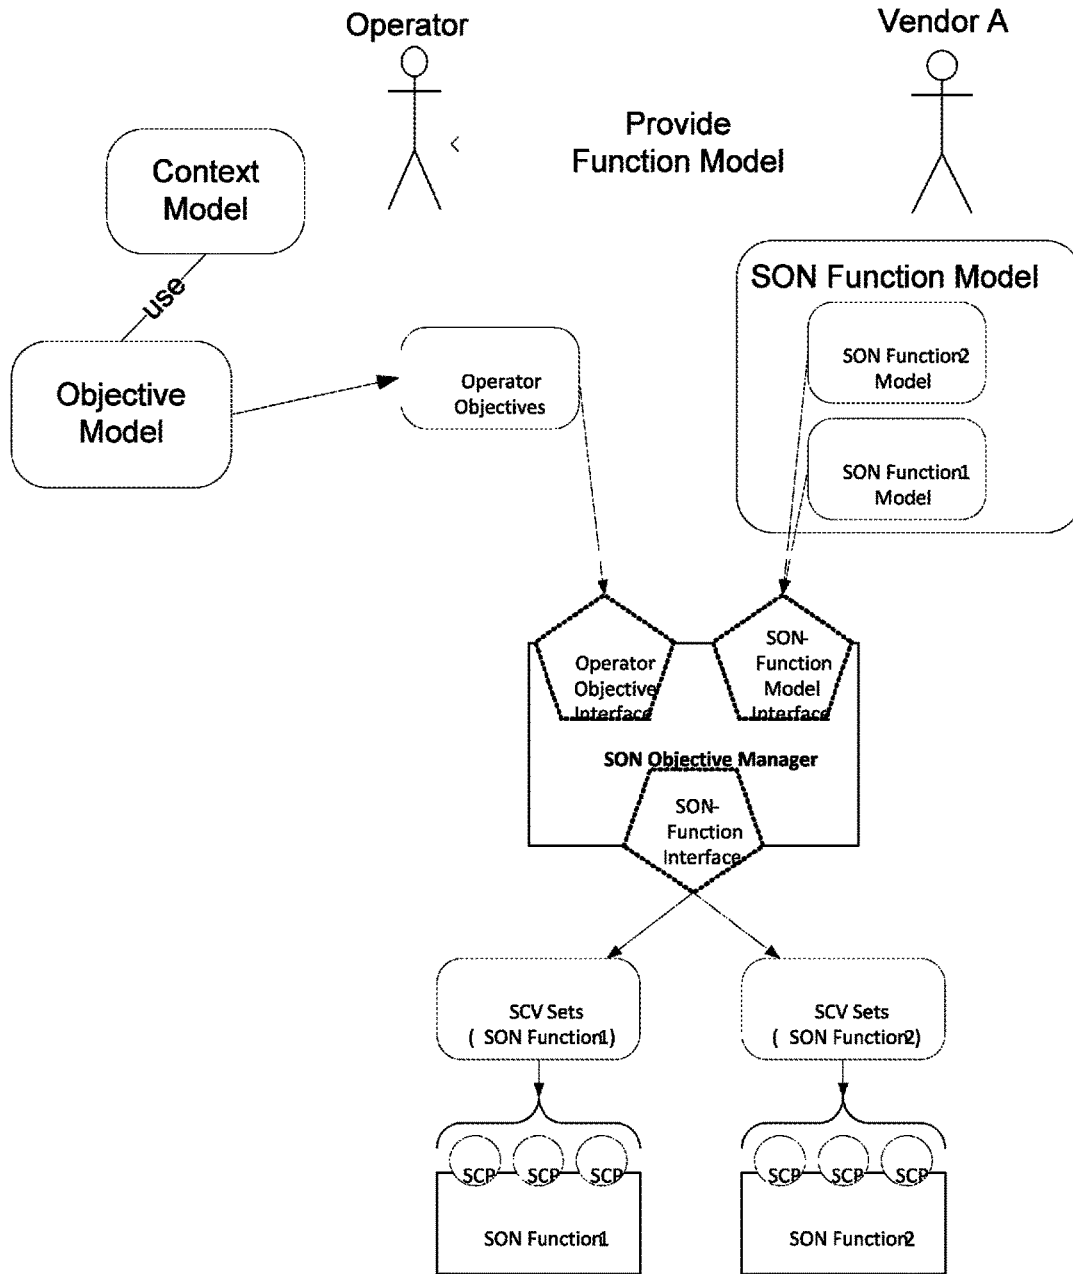 Operator
Vendor A
Provide
Function Model
Context
Model
use
SON Function Model
SON Function2
Model
Objective
Model
Operator
Objectives
SON Function1
Model
Operator
Objective
Interface
SON-
Function
Model
Interface
SON Objective Manager
SON-
Function
Interface
SCV Sets
( SON Function1)
SCV Sets
( SON Function2)
SCP SCP SCP
SCP SCP SCP
SON Function1
SON Function2